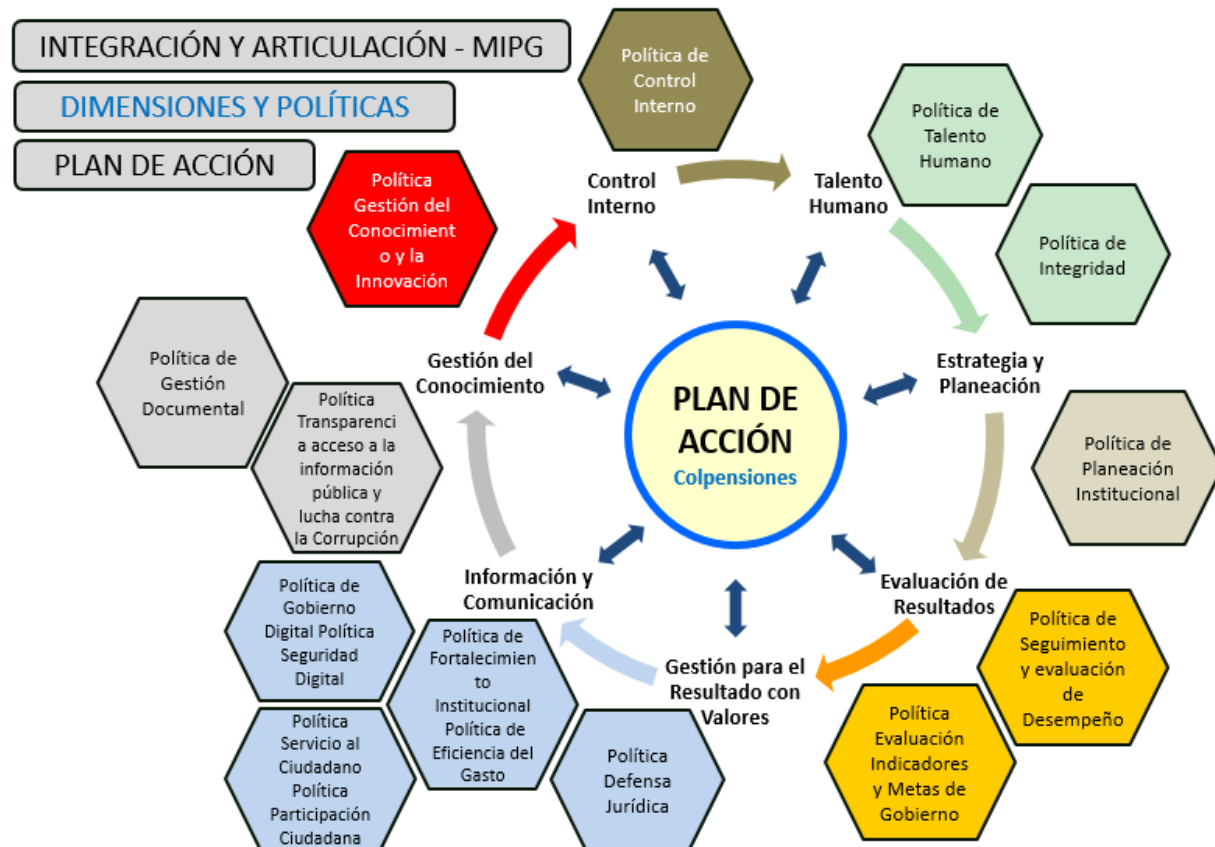 INTEGRACIÓN Y ARTICULACIÓN - MIPG
DIMENSIONES Y POLÍTICAS
PLAN DE ACCIÓN
Política de
Control
Interno
Política de
Talento
Humano
Política de
Integridad
Política
Gestión del
Conocimient
o y la
Innovación
Control
Interno
Talento
Humano
Política de
Gestión
Documental
Política
Transparenci
a acceso a la
información
pública y
lucha contra
la Corrupción
Gestión del
Conocimiento
PLAN DE
ACCIÓN
Colpensiones
Estrategia y
Planeación
Política de
Planeación
Institucional
Información y
Comunicación
Evaluación de
Resultados
Gestión para el
Resultado con
Valores
Política de
Gobierno
Digital Política
Seguridad
Digital
Política de
Fortalecimien
to
Institucional
Política de
Eficiencia del
Gasto
Política
Servicio al
Ciudadano
Política
Participación
Ciudadana
Política
Defensa
Jurídica
Política
Evaluación
Indicadores
y Metas de
Gobierno
Política de
Seguimiento
y evaluación
de
Desempeño